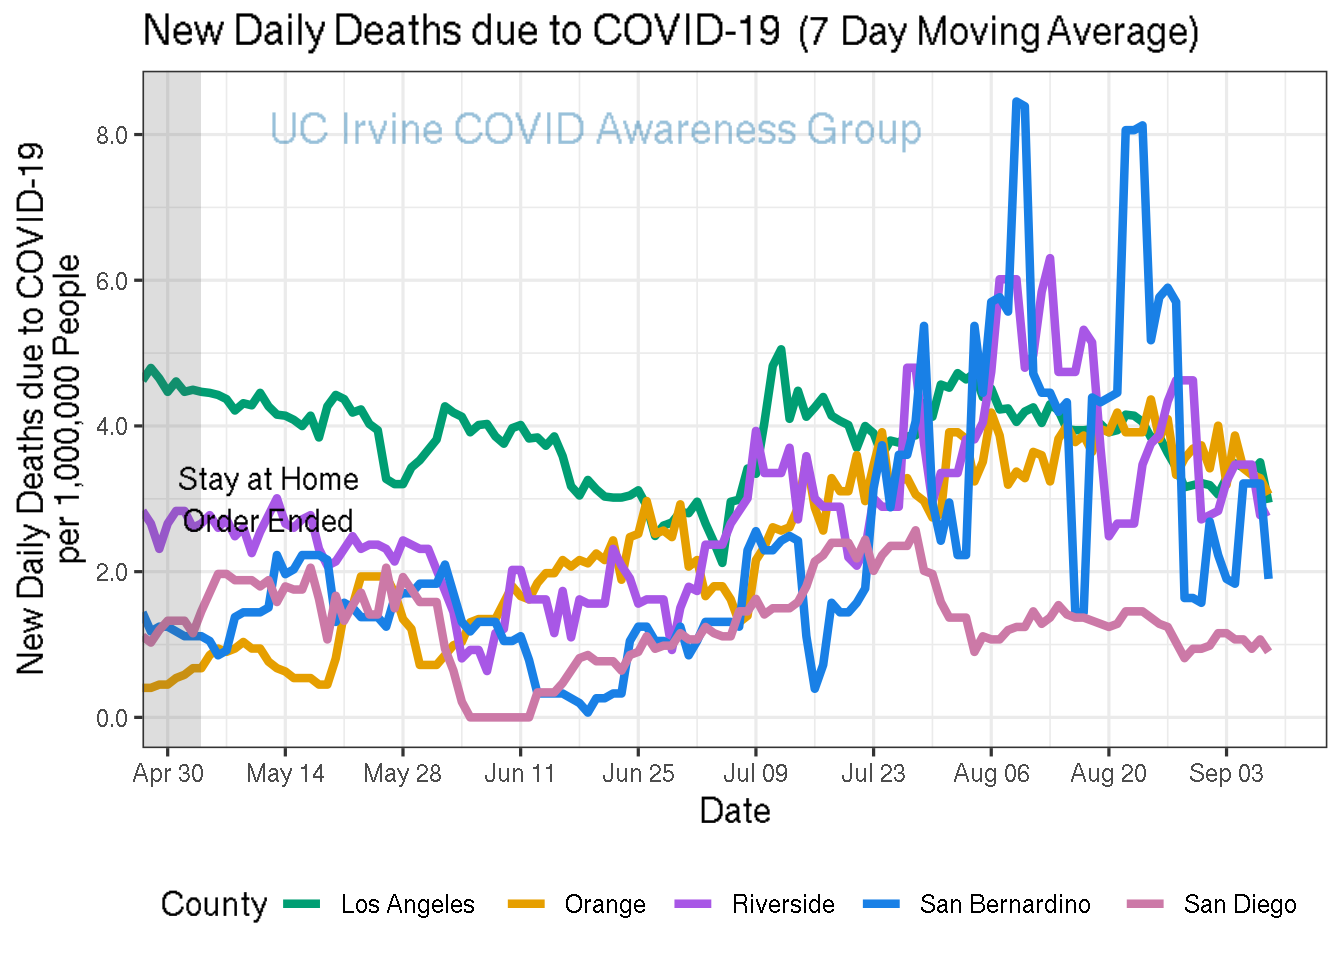 New Daily Deaths due to COVID-19 (7 Day Moving Average)
UC Irvine COVID Awareness Group
New Daily Deaths due to COVID-19
per 1,000,000 People
8.0
6.0
4.0
2.0
0.0
Stay at Home
Order Ended
Apr 30 May 14 May 28 Jun 11 Jun 25 Jul 09 Jul 23 Aug 06 Aug 20 Sep 03
Date
County Los Angeles Orange Riverside San Bernardino San Diego